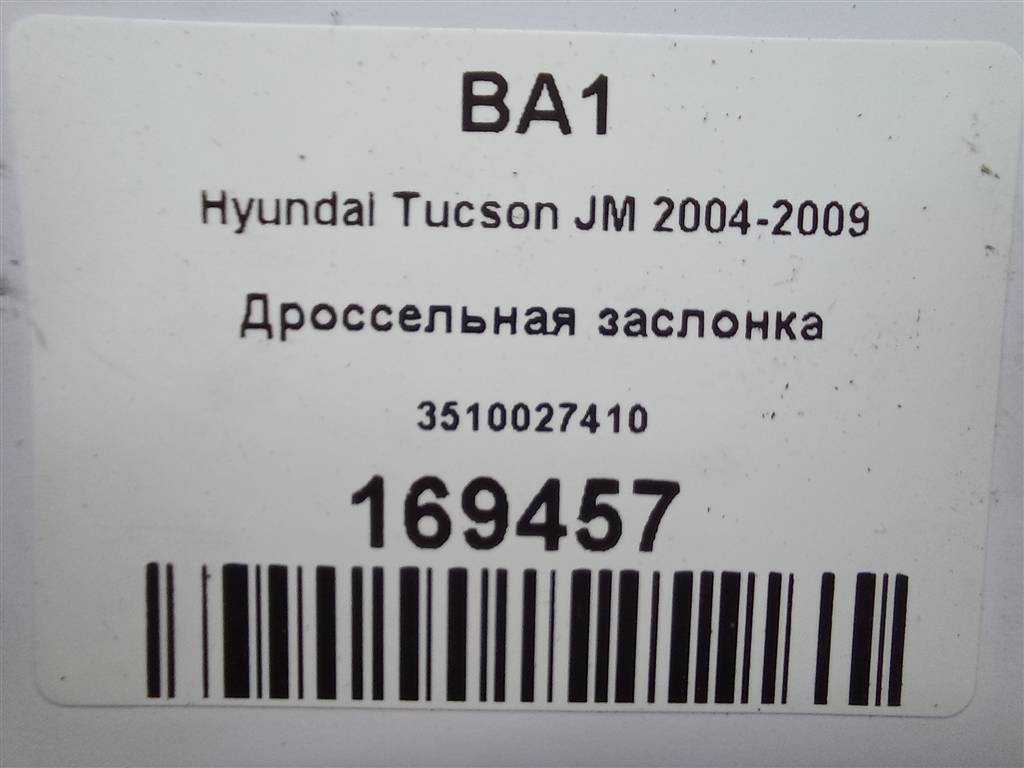 BA1
Hyundai Tucson JM 2004-2009
Дроссельная заслонка
3510027410
169457